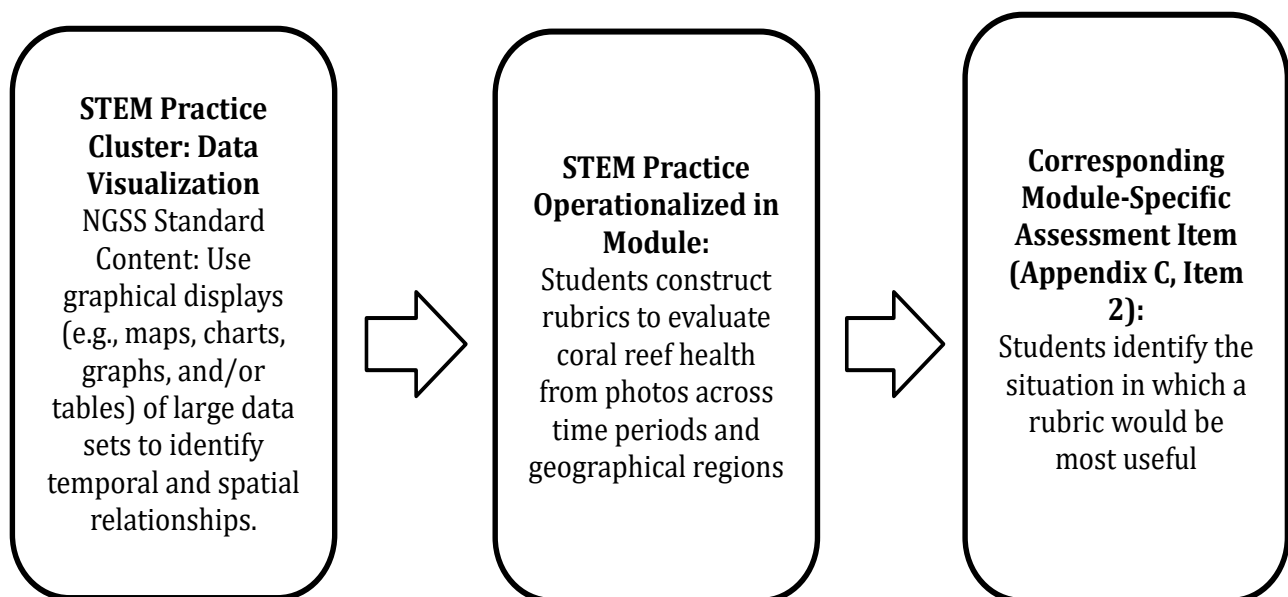 STEM Practice
Cluster: Data
Visualization
NGSS Standard
Content: Use
graphical displays
(e.g., maps, charts,
graphs, and/or
tables) of large data
sets to identify
temporal and spatial
relationships.
STEM Practice
Operationalized in
Module:
Students construct
rubrics to evaluate
coral reef health
from photos across
time periods and
geographical regions
Corresponding
Module-Specific
Assessment Item
(Appendix C, Item
2):
Students identify the
situation in which a
rubric would be
most useful